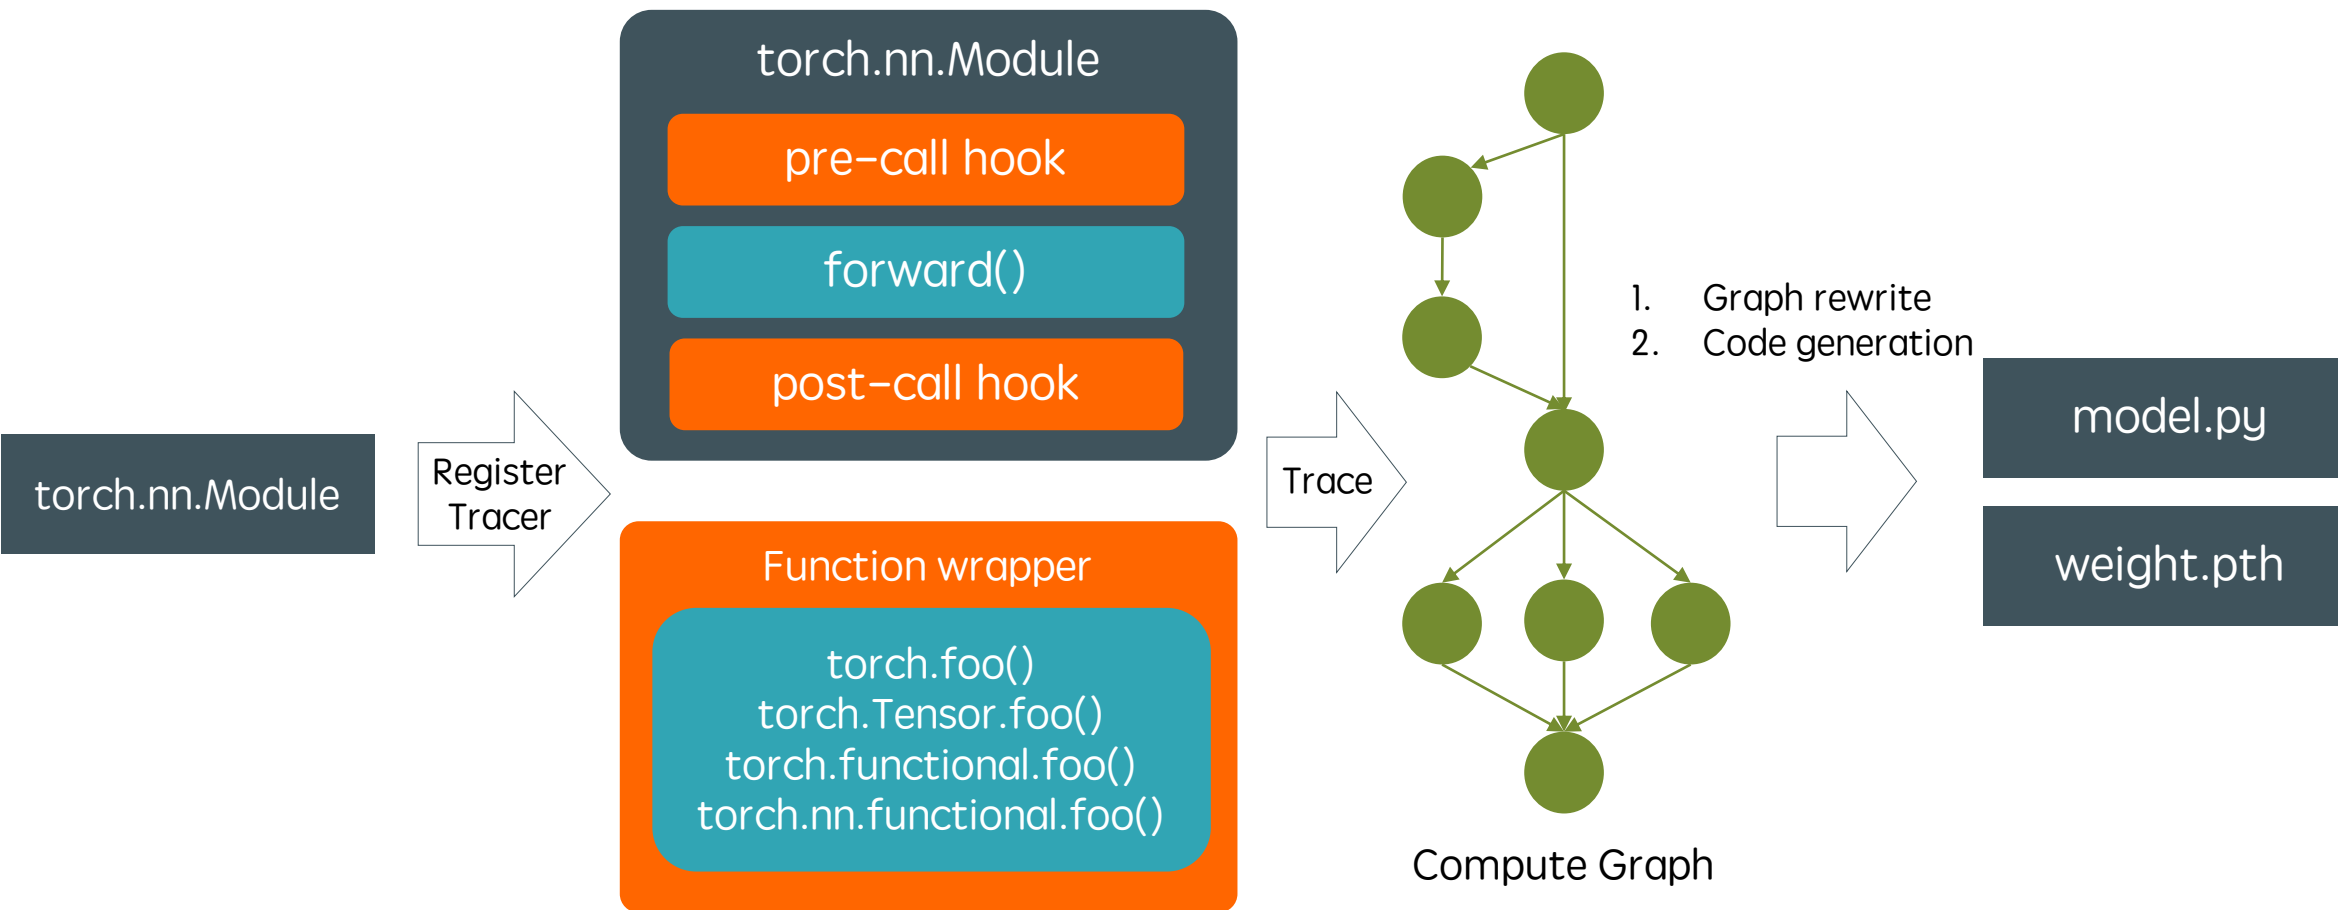 torch.nn.Module
Register
Tracer
torch.nn.Module
pre-call hook
forward()
post-call hook
Function wrapper
torch.foo()
torch.Tensor.foo()
torch.functional.foo()
torch.nn.functional.foo()
Trace
Compute Graph
1. Graph rewrite
2. Code generation
model.py
weight.pth